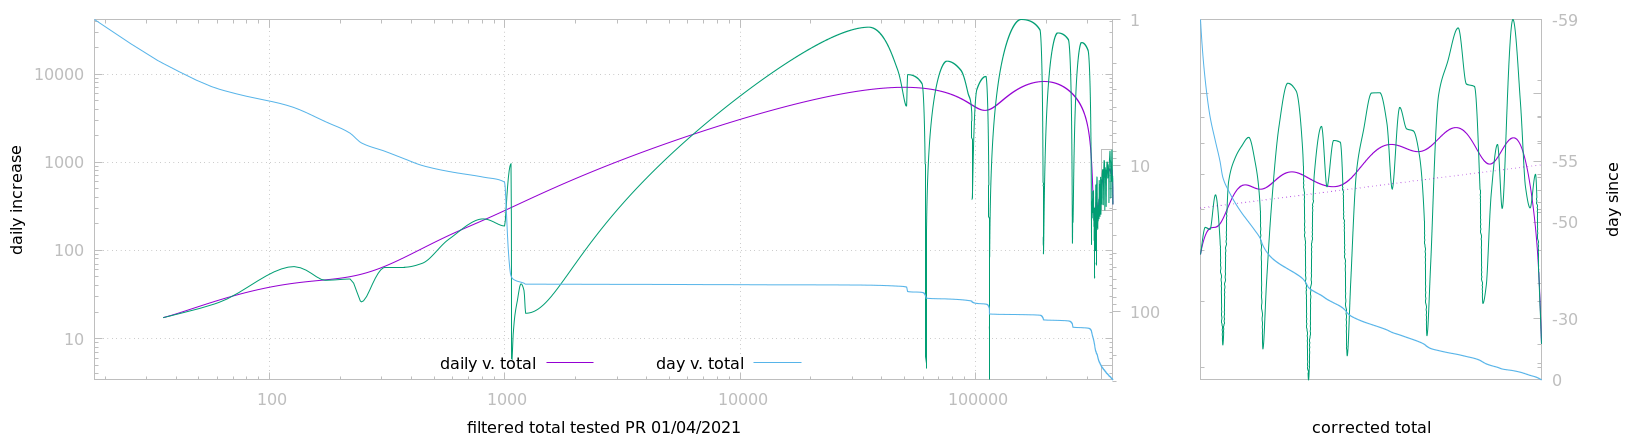 1
-59
10000
1000
10
-55
-50
100
100
-30
10
0
daily increase
day since
daily v. total
day v. total
100
1000
10000
100000
filtered total tested PR 01/04/2021
corrected total